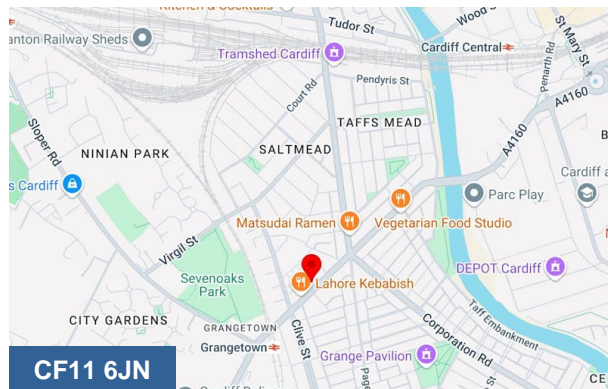 Kitchen & Cocktails
Tudor St
Wood S
St Mary St
anton Railway Sheds
Tramshed Cardiff
Cardiff Central
Penarth Rd
Pendyris St
Court Rd
A4160
TAFFS MEAD
Sloper Rd
SALTMEAD
NINIAN PARK
A4160
B
Cardiff a
s Cardiff
Parc Play
Matsudai Ramen
Vegetarian Food Studio
Virgil St
Sevenoaks
Park
Lahore Kebabish
DEPOT Cardiff
CITY GARDENS
GRANGETOWN
Taff Embankment
Grangetown
Clive St
Corporation Rd
Grange Pavilion
Page
CF11 6JN
CE